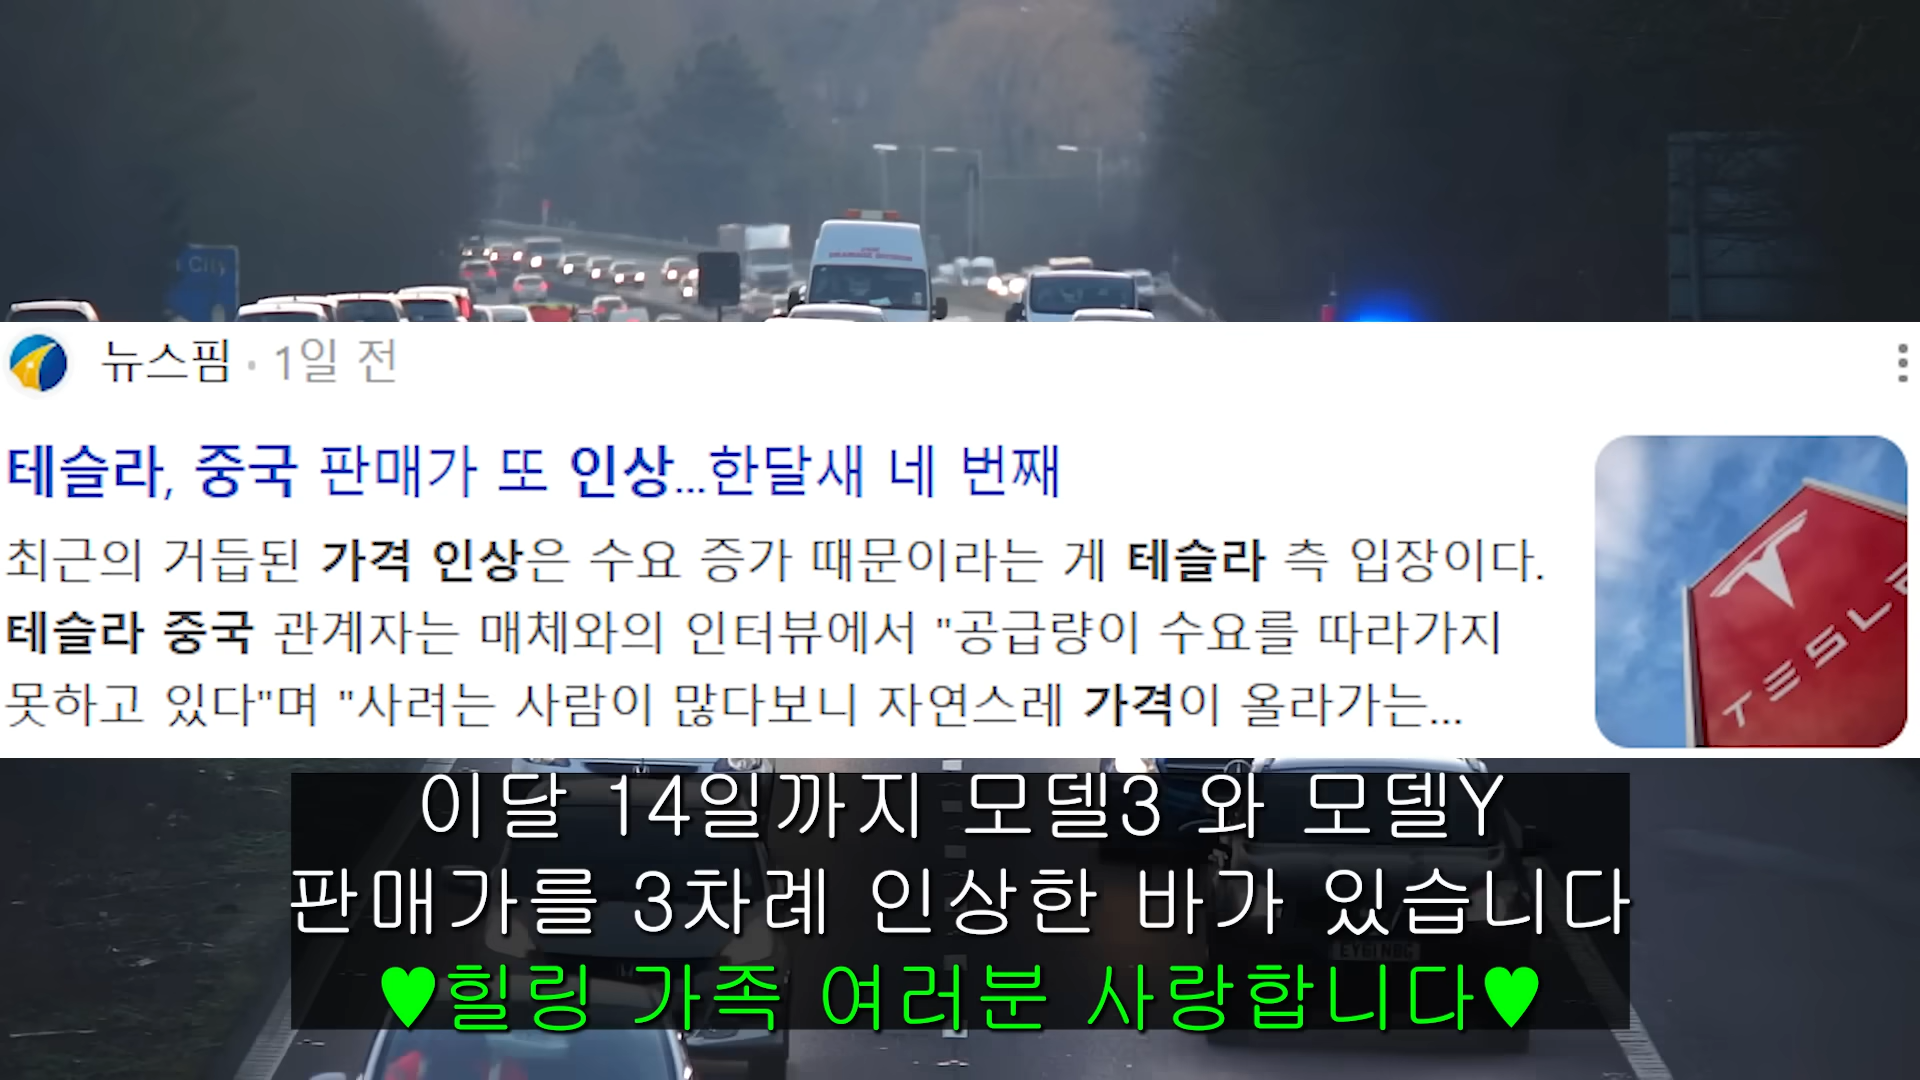 City
뉴스핌 · 1일 전
테슬라, 중국 판매가 또 인상...한달새 네 번째
최근의 거듭된 가격 인상은 수요 증가 때문이라는 게 테슬라 측 입장이다.
테슬라 중국 관계자는 매체와의 인터뷰에서 "공급량이 수요를 따라가지
못하고 있다"며 "사려는 사람이 많다보니 자연스레 가격이 올라가는...
TESLA
이달 14일까지 모델3 와 모델Y
판매가를 3차례 인상한 바가 있습니다
♥힐링 가족 여러분 사랑합니다♥